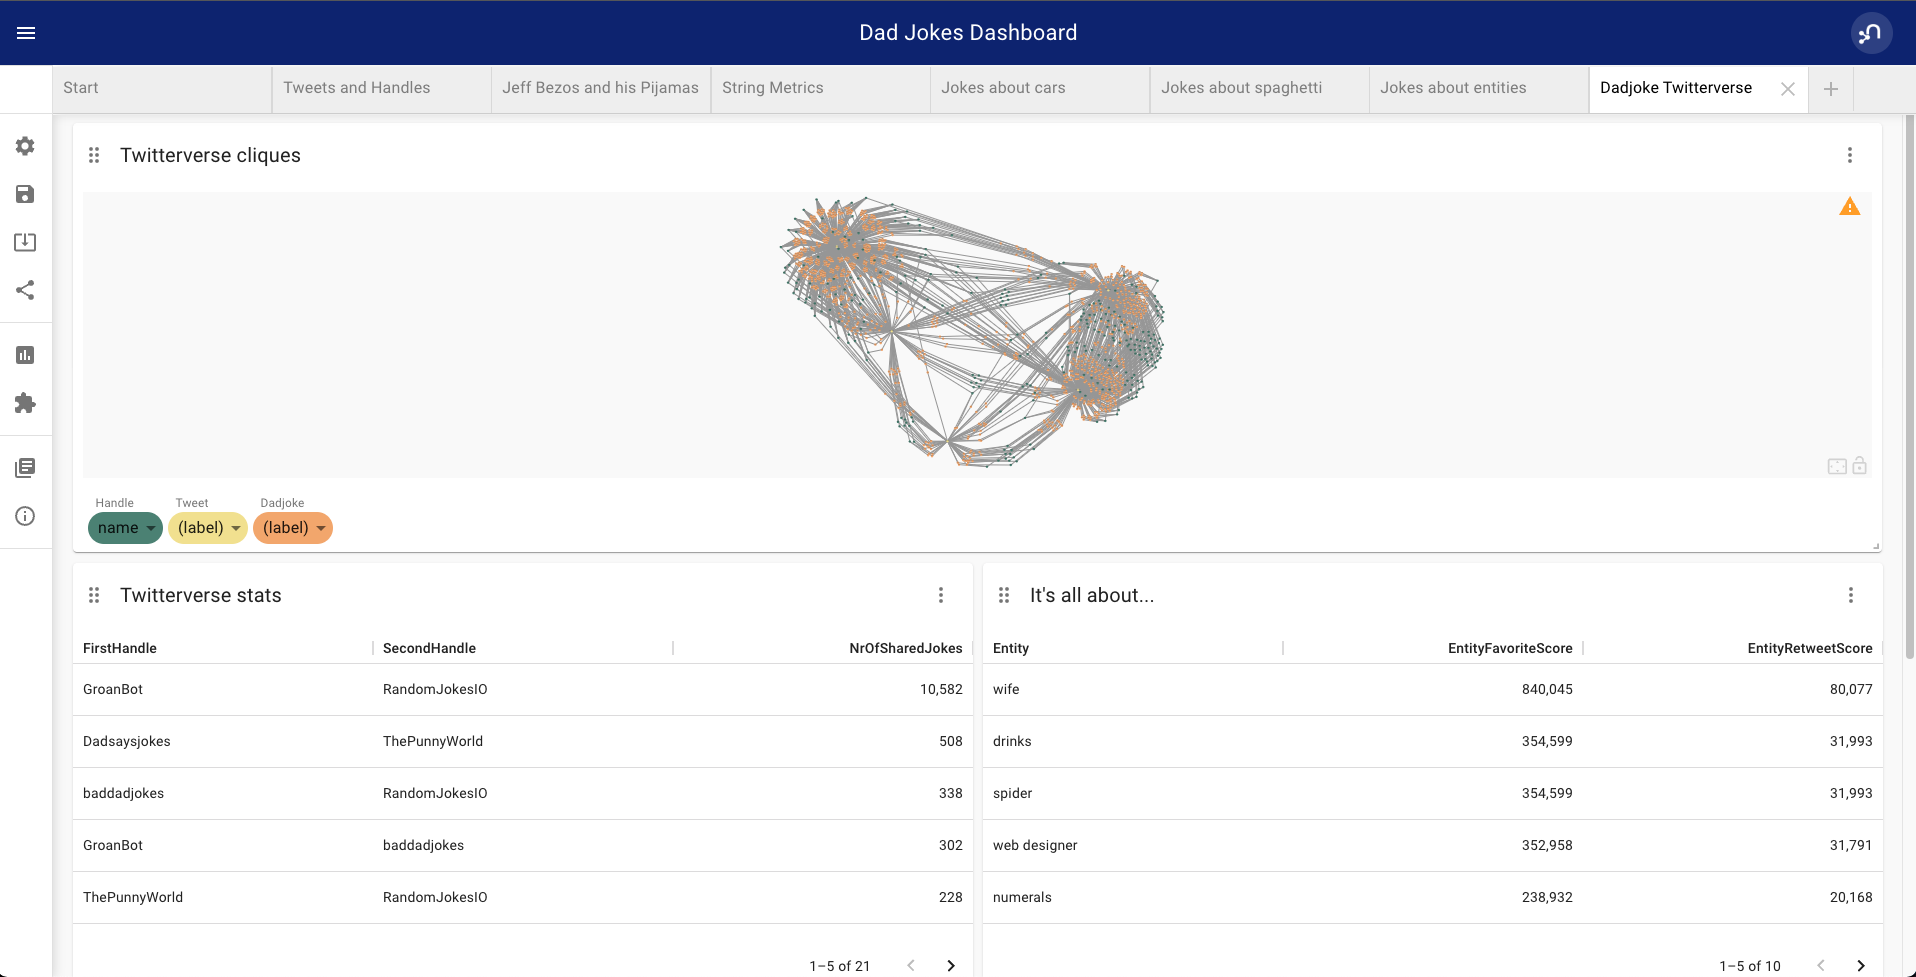 Dad Jokes Dashboard
Start
Tweets and Handles
Jeff Bezos and his Pijamas
String Metrics
Jokes about cars
Jokes about spaghetti
Jokes about entities
Dadjoke Twitterverse
Twitterverse cliques
Handle Tweet Dadjoke
name (label) (label)
Twitterverse stats
FirstHandle SecondHandle NrOfSharedJokes
GroanBot RandomJokesIO 10,582
Dadsaysjokes ThePunnyWorld 508
baddadjokes RandomJokesIO 338
GroanBot baddadjokes 302
ThePunnyWorld RandomJokesIO 228
1–5 of 21
It's all about...
Entity EntityFavoriteScore EntityRetweetScore
wife 840,045 80,077
drinks 354,599 31,993
spider 354,599 31,993
web designer 352,958 31,791
numerals 238,932 20,168
1–5 of 10